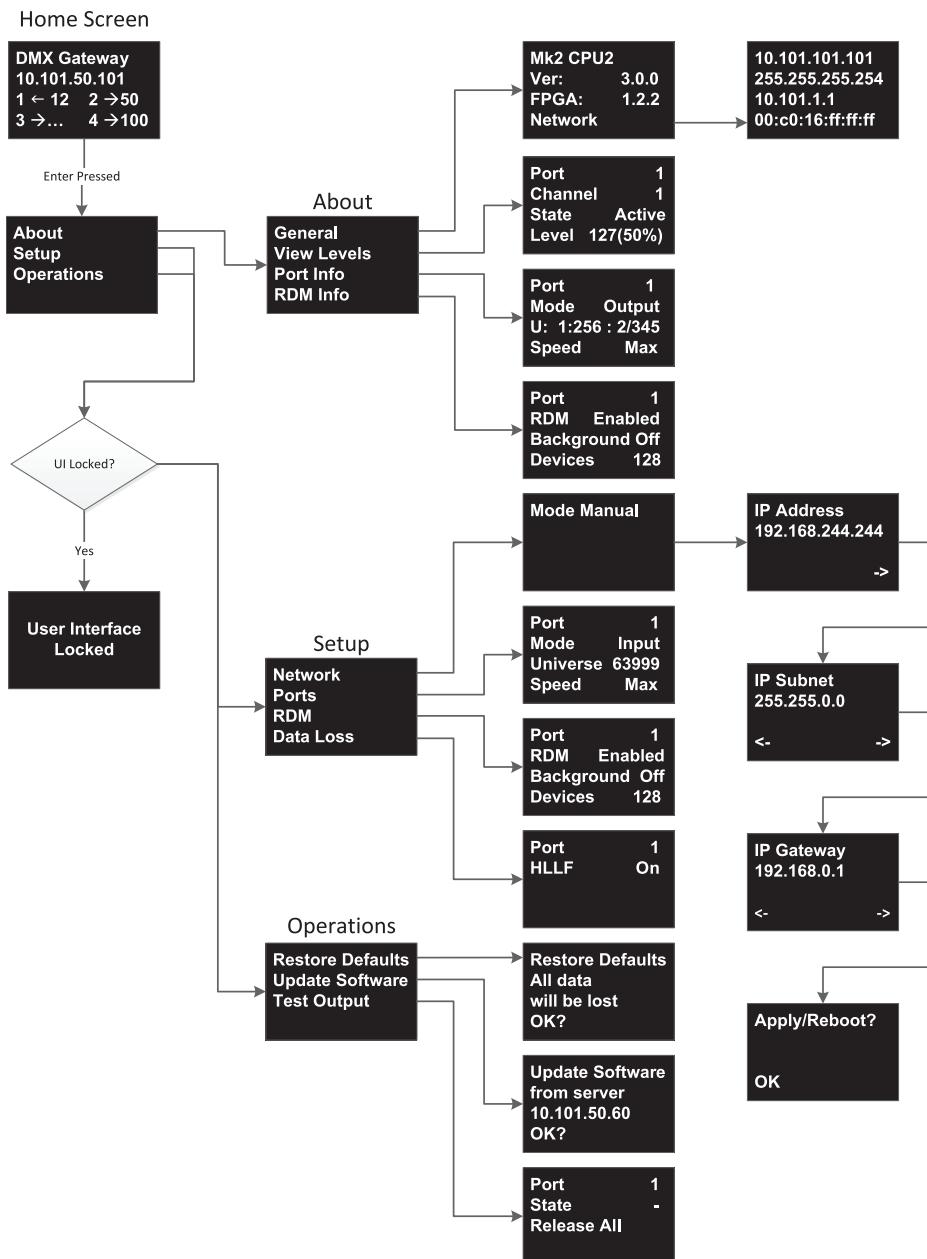 Home Screen
DMX Gateway
10.101.50.101
1 ← 12 2 →50
3 →... 4 →100
Enter Pressed
About
Setup
Operations
UI Locked?
Yes
User Interface
Locked
About
General
View Levels
Port Info
RDM Info
Mk2 CPU2
Ver: 3.0.0
FPGA: 1.2.2
Network
10.101.101.101
255.255.255.254
10.101.1.1
00:c0:16:ff:ff:ff
Port 1
Channel 1
State Active
Level 127(50%)
Port 1
Mode Output
U: 1:256 : 2/345
Speed Max
Port 1
RDM Enabled
Background Off
Devices 128
Setup
Network
Ports
RDM
Data Loss
Mode Manual
IP Address
192.168.244.244
->
Port 1
Mode Input
Universe 63999
Speed Max
IP Subnet
255.255.0.0
<- ->
Port 1
RDM Enabled
Background Off
Devices 128
Port 1
HLLF On
IP Gateway
192.168.0.1
<- ->
Operations
Restore Defaults
Update Software
Test Output
Restore Defaults
All data
will be lost
OK?
Apply/Reboot?
OK
Update Software
from server
10.101.50.60
OK?
Port 1
State -
Release All